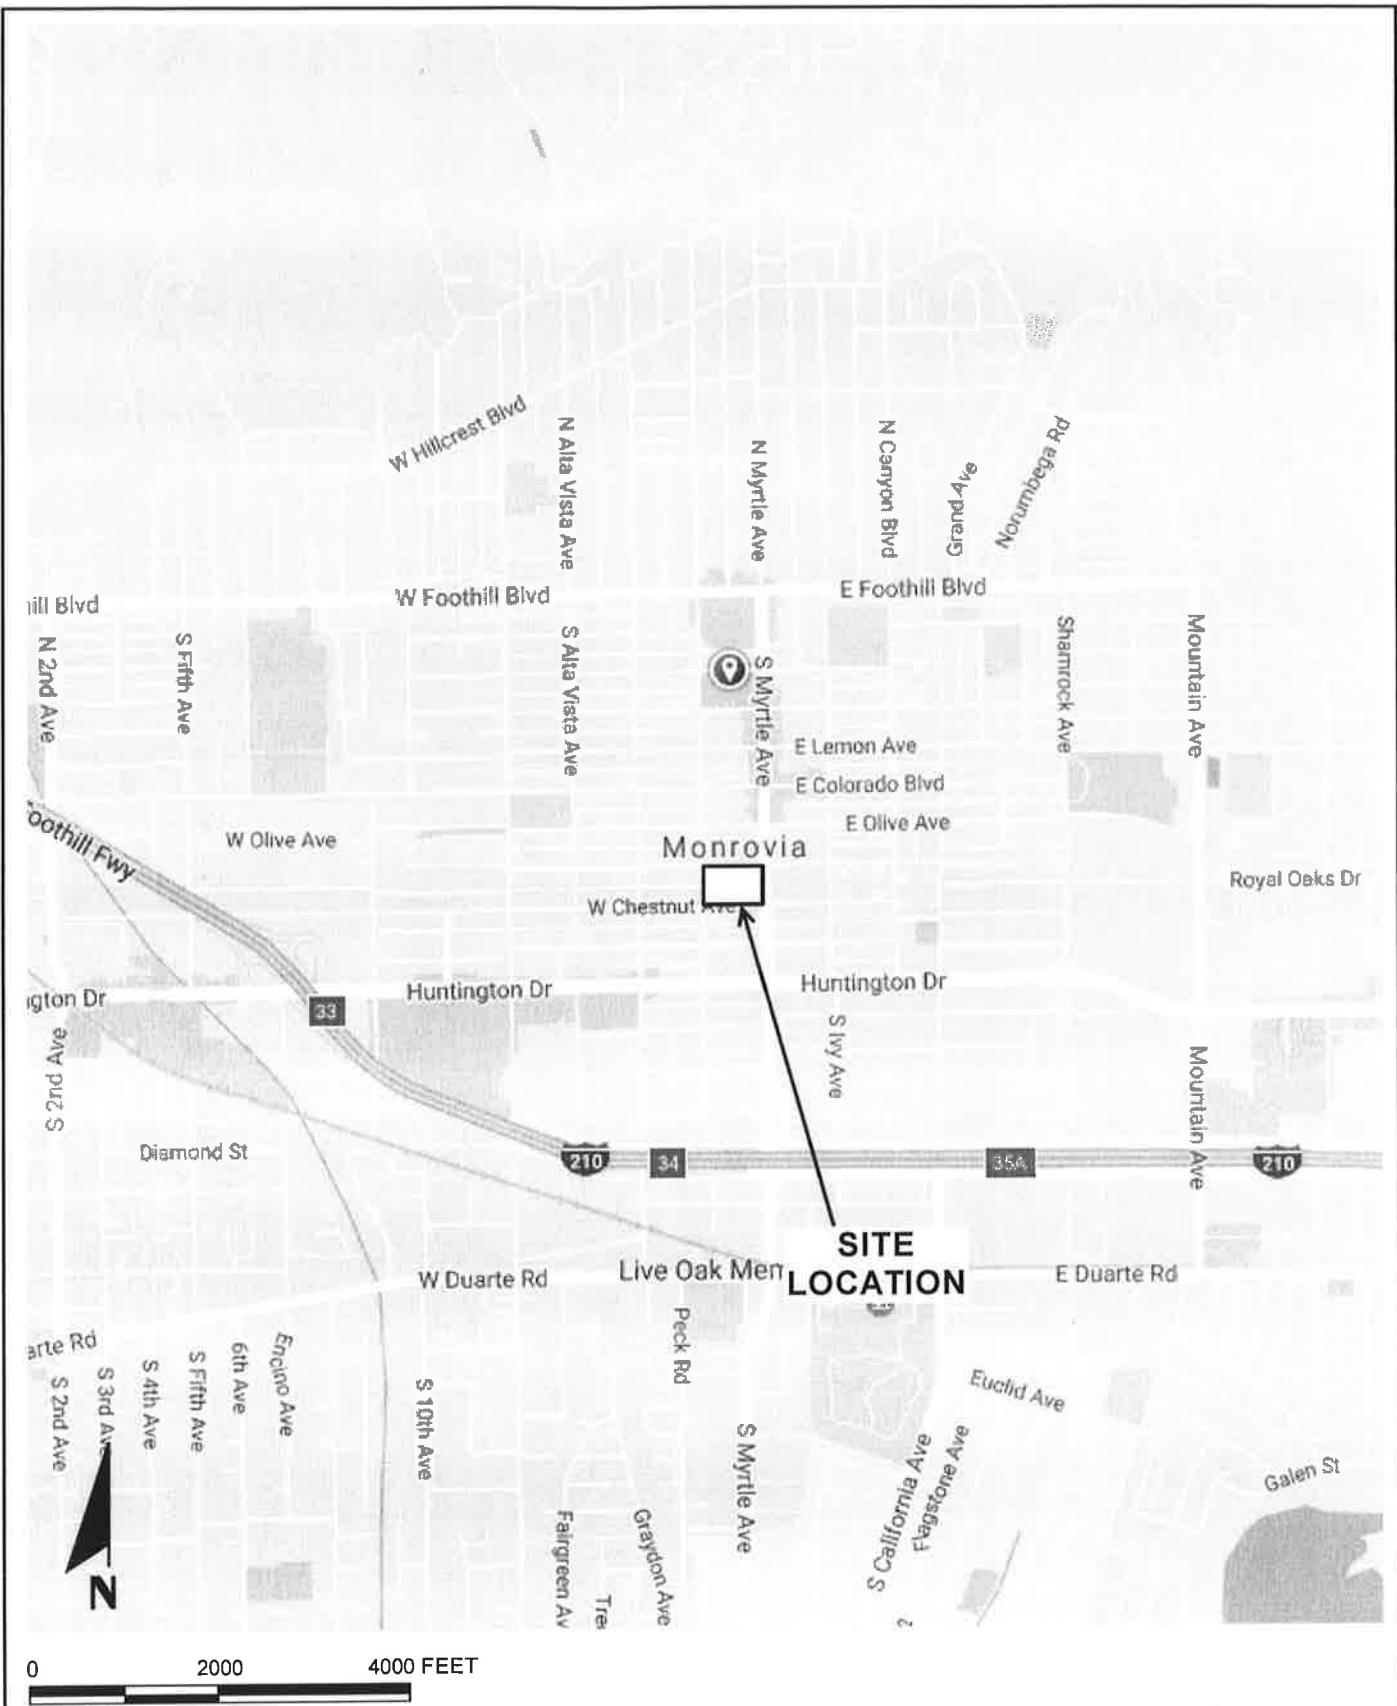 W Hillcrest Blvd
N Alta Vista Ave
N Myrtle Ave
N Canyon Blvd
Grand Ave
Norumbega Rd
hill Blvd
W Foothill Blvd
E Foothill Blvd
N 2nd Ave
S Fifth Ave
S Alta Vista Ave
S Myrtle Ave
Shamrock Ave
Mountain Ave
E Lemon Ave
E Colorado Blvd
E Olive Ave
Foothill Fwy
W Olive Ave
Monrovia
Royal Oaks Dr
W Chestnut Ave
ngton Dr
33
Huntington Dr
Huntington Dr
S 2nd Ave
S Ivy Ave
Mountain Ave
Diamond St
210
34
35A
210
SITE
LOCATION
W Duarte Rd
Live Oak Mem
E Duarte Rd
arte Rd
S 2nd Ave
S 3rd Ave
S 4th Ave
S Fifth Ave
6th Ave
Encino Ave
S 10th Ave
Peck Rd
S Myrtle Ave
Euclid Ave
S California Ave
Flagstone Ave
Galen St
Fairgreen Av
Tre
Graydon Ave
N
0 2000 4000 FEET